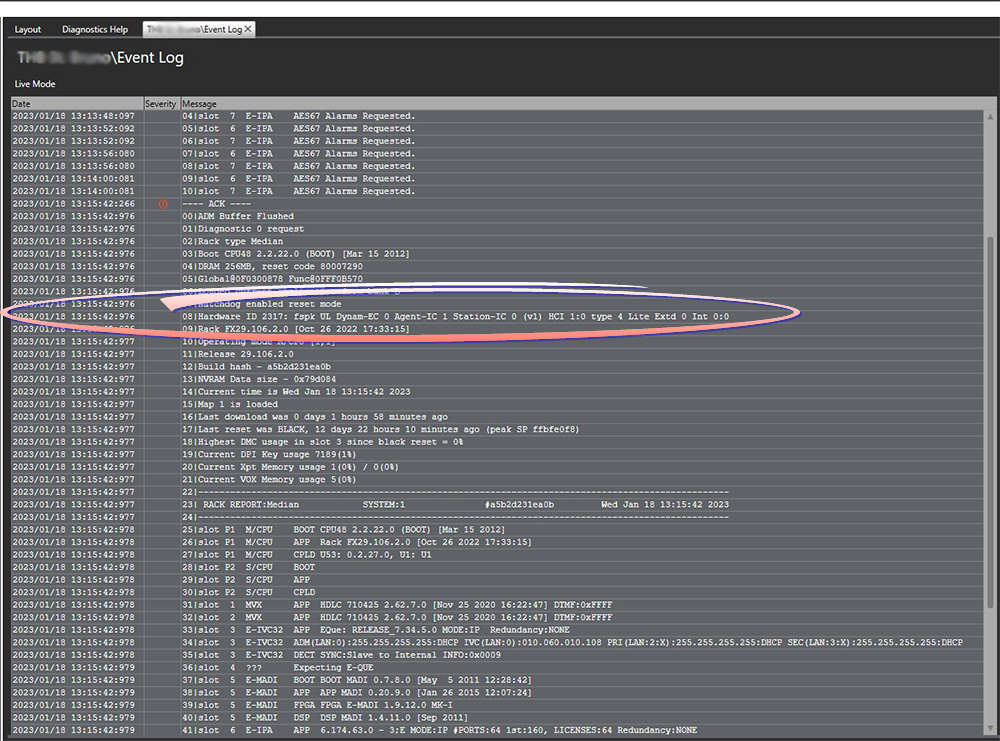 Layout Diagnostics Help \Event Log X
\Event Log
Live Mode
Date Severity Message
2023/01/18 13:13:48:097 04|slot 7 E-IPA AES67 Alarms Requested.
2023/01/18 13:13:52:092 05|slot 6 E-IPA AES67 Alarms Requested.
2023/01/18 13:13:52:092 06|slot 7 E-IPA AES67 Alarms Requested.
2023/01/18 13:13:56:080 07|slot 6 E-IPA AES67 Alarms Requested.
2023/01/18 13:13:56:080 08|slot 7 E-IPA AES67 Alarms Requested.
2023/01/18 13:14:00:081 09|slot 6 E-IPA AES67 Alarms Requested.
2023/01/18 13:14:00:081 10|slot 7 E-IPA AES67 Alarms Requested.
2023/01/18 13:15:42:266 ---- ACK ----
2023/01/18 13:15:42:976 00|ADM Buffer Flushed
2023/01/18 13:15:42:976 01|Diagnostic 0 request
2023/01/18 13:15:42:976 02|Rack type Median
2023/01/18 13:15:42:976 03|Boot CPU48 2.2.22.0 (BOOT) [Mar 15 2012]
2023/01/18 13:15:42:976 04|DRAM 256MB, reset code 80007290
2023/01/18 13:15:42:976 05|Global@0F0300878 Func@0FFF0B570
2023/01/18 13:15:42:976
2023/01/18 13:15:42:976 Watchdog enabled reset mode
2023/01/18 13:15:42:976 08|Hardware ID 2317: fspk UL Dynam-EC 0 Agent-IC 1 Station-IC 0 (v1) HCI 1:0 type 4 Lite Extd 0 Int 0:0
2023/01/18 13:15:42:976 09|Rack FX29.106.2.0 [Oct 26 2022 17:33:15]
2023/01/18 13:15:42:977 10|Operating mode M/CPU [1,1]
2023/01/18 13:15:42:977 11|Release 29.106.2.0
2023/01/18 13:15:42:977 12|Build hash - a5b2d231ea0b
2023/01/18 13:15:42:977 13|NVRAM Data size - 0x79d084
2023/01/18 13:15:42:977 14|Current time is Wed Jan 18 13:15:42 2023
2023/01/18 13:15:42:977 15|Map 1 is loaded
2023/01/18 13:15:42:977 16|Last download was 0 days 1 hours 58 minutes ago
2023/01/18 13:15:42:977 17|Last reset was BLACK, 12 days 22 hours 10 minutes ago (peak SP ffbfe0f8)
2023/01/18 13:15:42:977 18|Highest DMC usage in slot 3 since black reset = 0%
2023/01/18 13:15:42:977 19|Current DPI Key usage 7189(1%)
2023/01/18 13:15:42:977 20|Current Xpt Memory usage 1(0%) / 0(0%)
2023/01/18 13:15:42:977 21|Current VOX Memory usage 5(0%)
2023/01/18 13:15:42:977 22|--------------------------------------------------------------------------------------------------------
2023/01/18 13:15:42:977 23| RACK REPORT:Median SYSTEM:1 #a5b2d231ea0b Wed Jan 18 13:15:42 2023
2023/01/18 13:15:42:977 24|--------------------------------------------------------------------------------------------------------
2023/01/18 13:15:42:978 25|slot P1 M/CPU BOOT CPU48 2.2.22.0 (BOOT) [Mar 15 2012]
2023/01/18 13:15:42:978 26|slot P1 M/CPU APP Rack FX29.106.2.0 [Oct 26 2022 17:33:15]
2023/01/18 13:15:42:978 27|slot P1 M/CPU CPLD U53: 0.2.27.0, U1: U1
2023/01/18 13:15:42:978 28|slot P2 S/CPU BOOT
2023/01/18 13:15:42:978 29|slot P2 S/CPU APP
2023/01/18 13:15:42:978 30|slot P2 S/CPU CPLD
2023/01/18 13:15:42:978 31|slot 1 MVX APP HDLC 710425 2.62.7.0 [Nov 25 2020 16:22:47] DTMF:0xFFFF
2023/01/18 13:15:42:978 32|slot 2 MVX APP HDLC 710425 2.62.7.0 [Nov 25 2020 16:22:47] DTMF:0xFFFF
2023/01/18 13:15:42:978 33|slot 3 E-IVC32 APP EQue: RELEASE_7.34.5.0 MODE:IP Redundancy:NONE
2023/01/18 13:15:42:978 34|slot 3 E-IVC32 ADM(LAN:0):255.255.255.255:DHCP IVC(LAN:0):010.060.010.108 PRI(LAN:2:X):255.255.255.255:DHCP SEC(LAN:3:X):255.255.255.255:DHCP
2023/01/18 13:15:42:978 35|slot 3 E-IVC32 DECT SYNC:Slave to Internal INFO:0x0009
2023/01/18 13:15:42:979 36|slot 4 ??? Expecting E-QUE
2023/01/18 13:15:42:979 37|slot 5 E-MADI BOOT BOOT MADI 0.7.8.0 [May 5 2011 12:28:42]
2023/01/18 13:15:42:979 38|slot 5 E-MADI APP APP MADI 0.20.9.0 [Jan 26 2015 12:07:24]
2023/01/18 13:15:42:979 39|slot 5 E-MADI FPGA FPGA E-MADI 1.9.12.0 MK-I
2023/01/18 13:15:42:979 40|slot 5 E-MADI DSP DSP MADI 1.4.11.0 [Sep 2011]
2023/01/18 13:15:42:979 41|slot 6 E-IPA APP 6.174.63.0 - 3;E MODE:IP #PORTS:64 1st:160, LICENSES:64 Redundancy:NONE